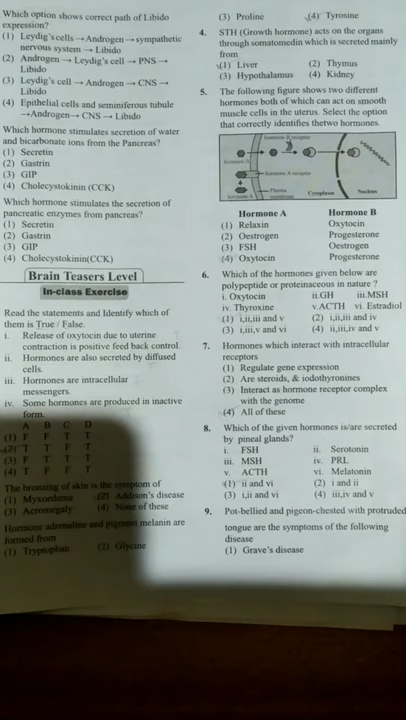 Which option shows correct path of Libido
expression?
(1) Leydig's cells → Androgen → sympathetic
nervous system → Libido
(2) Androgen → Leydig's cell → PNS →
Libido
(3) Leydig's cell → Androgen → CNS →
Libido
(4) Epithelial cells and seminiferous tubule
→Androgen→ CNS → Libido
Which hormone stimulates secretion of water
and bicarbonate ions from the Pancreas?
(1) Secretin
(2) Gastrin
(3) GIP
(4) Cholecystokinin (CCK)
Which hormone stimulates the secretion of
pancreatic enzymes from pancreas?
(1) Secretin
(2) Gastrin
(3) GIP
(4) Cholecystokinin(CCK)
Brain Teasers Level
In-class Exercise
Read the statements and Identify which of
them is True / False.
i. Release of oxytocin due to uterine
contraction is positive feed back control.
ii. Hormones are also secreted by diffused
cells.
iii. Hormones are intracellular
messengers.
iv. Some hormones are produced in inactive
form.
A B C D
(1) F F T T
(2) T T F T
(3) F T T T
(4) T F F T
The bronzing of skin is the symptom of
(1) Myxoedema (2) Addison's disease
(3) Acromegaly (4) None of these
Hormone adrenaline and pigment melanin are
formed from
(1) Tryptophan (2) Glycine
(3) Proline (4) Tyrosine
4. STH (Growth hormone) acts on the organs
through somatomedin which is secreted mainly
from
(1) Liver (2) Thymus
(3) Hypothalamus (4) Kidney
5. The following figure shows two different
hormones both of which can act on smooth
muscle cells in the uterus. Select the option
that correctly identifies thetwo hormones.
hormone B receptor
hormone B
hormone A receptor
hormone A
Plasma
membrane
Cytoplasm
Nucleus
Hormone A Hormone B
(1) Relaxin Oxytocin
(2) Oestrogen Progesterone
(3) FSH Oestrogen
(4) Oxytocin Progesterone
6. Which of the hormones given below are
polypeptide or proteinaceous in nature ?
i. Oxytocin ii.GH iii.MSH
iv. Thyroxine v.ACTH vi. Estradiol
(1) i,ii,iii and v (2) i,ii,iii and iv
(3) i,iii,v and vi (4) ii,iii,iv and v
7. Hormones which interact with intracellular
receptors
(1) Regulate gene expression
(2) Are steroids, & iodothyronines
(3) Interact as hormone receptor complex
with the genome
(4) All of these
8. Which of the given hormones is/are secreted
by pineal glands?
i. FSH ii. Serotonin
iii. MSH iv. PRL
v. ACTH vi. Melatonin
(1) ii and vi (2) i and ii
(3) i,ii and vi (4) iii,iv and v
9. Pot-bellied and pigeon-chested with protruded
tongue are the symptoms of the following
disease
(1) Grave's disease